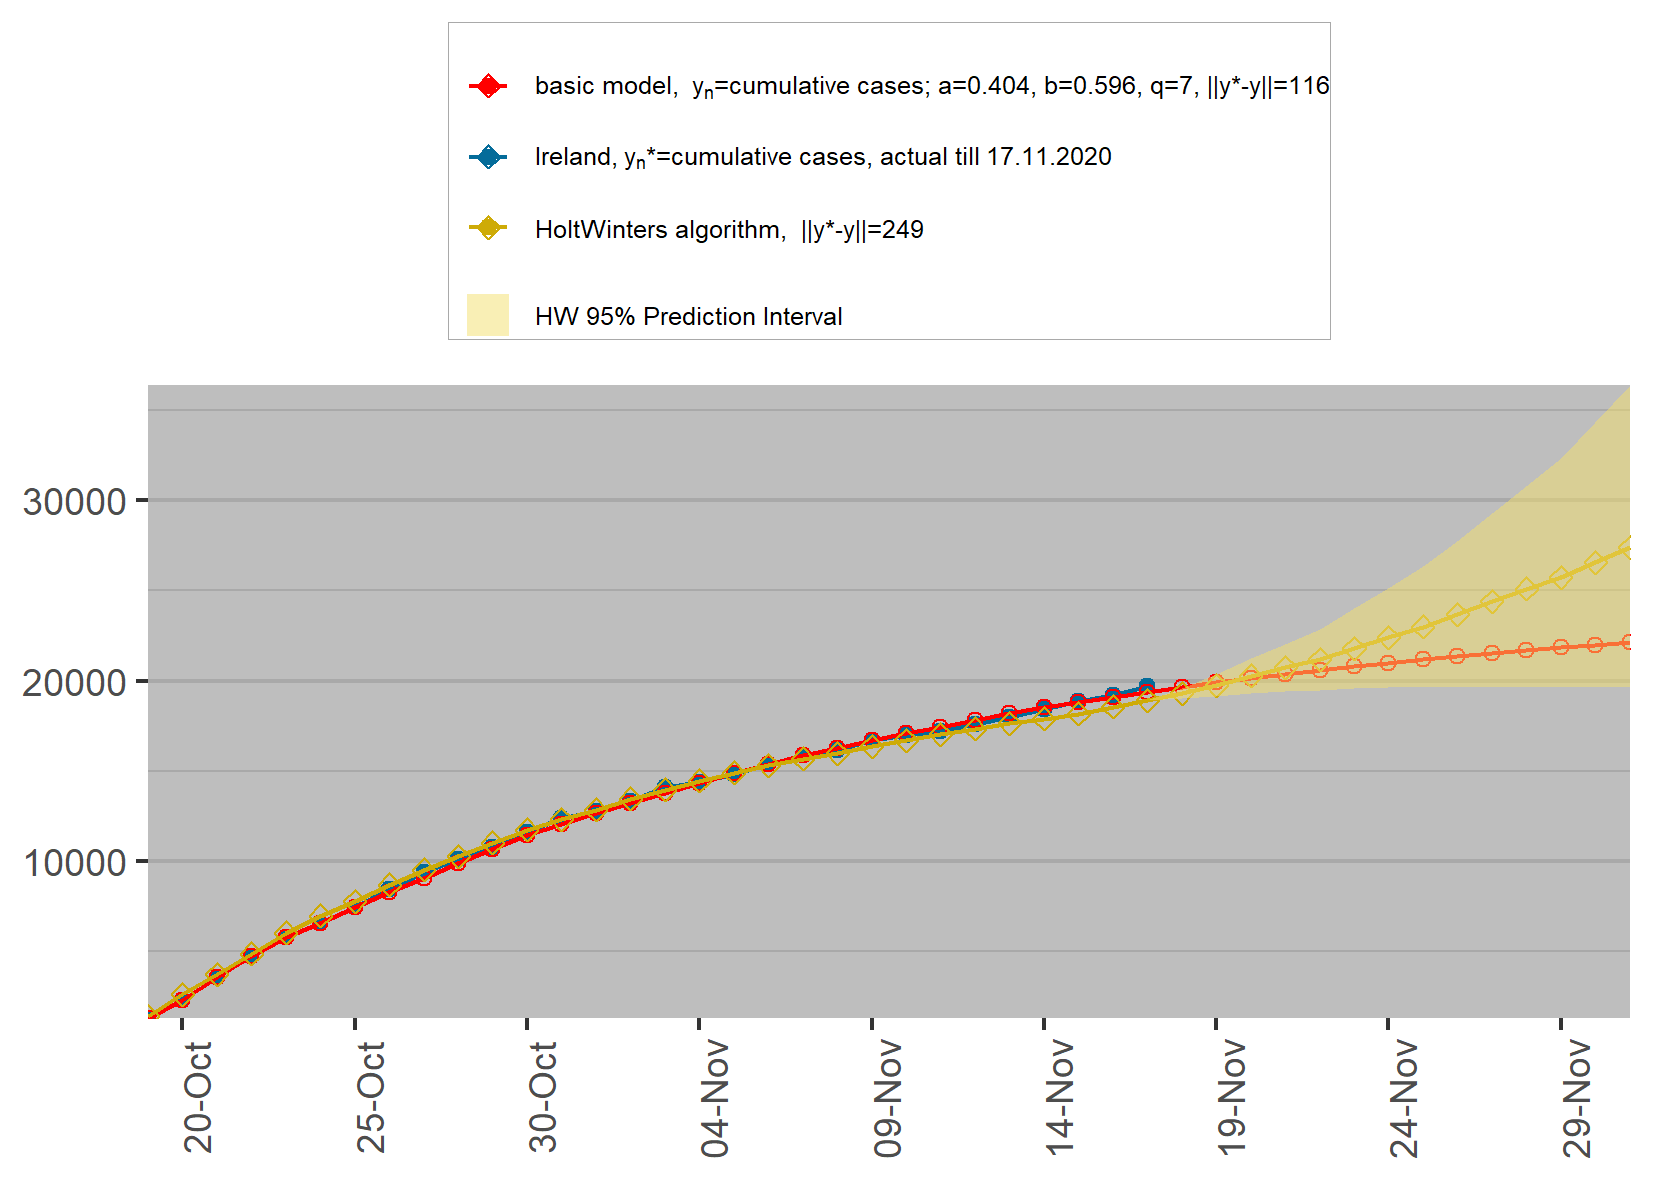 basic model, yₙ=cumulative cases; a=0.404, b=0.596, q=7, ||y*-y||=116
Ireland, yₙ*=cumulative cases, actual till 17.11.2020
HoltWinters algorithm, ||y*-y||=249
HW 95% Prediction Interval
30000
20000
10000
20-Oct
25-Oct
30-Oct
04-Nov
09-Nov
14-Nov
19-Nov
24-Nov
29-Nov